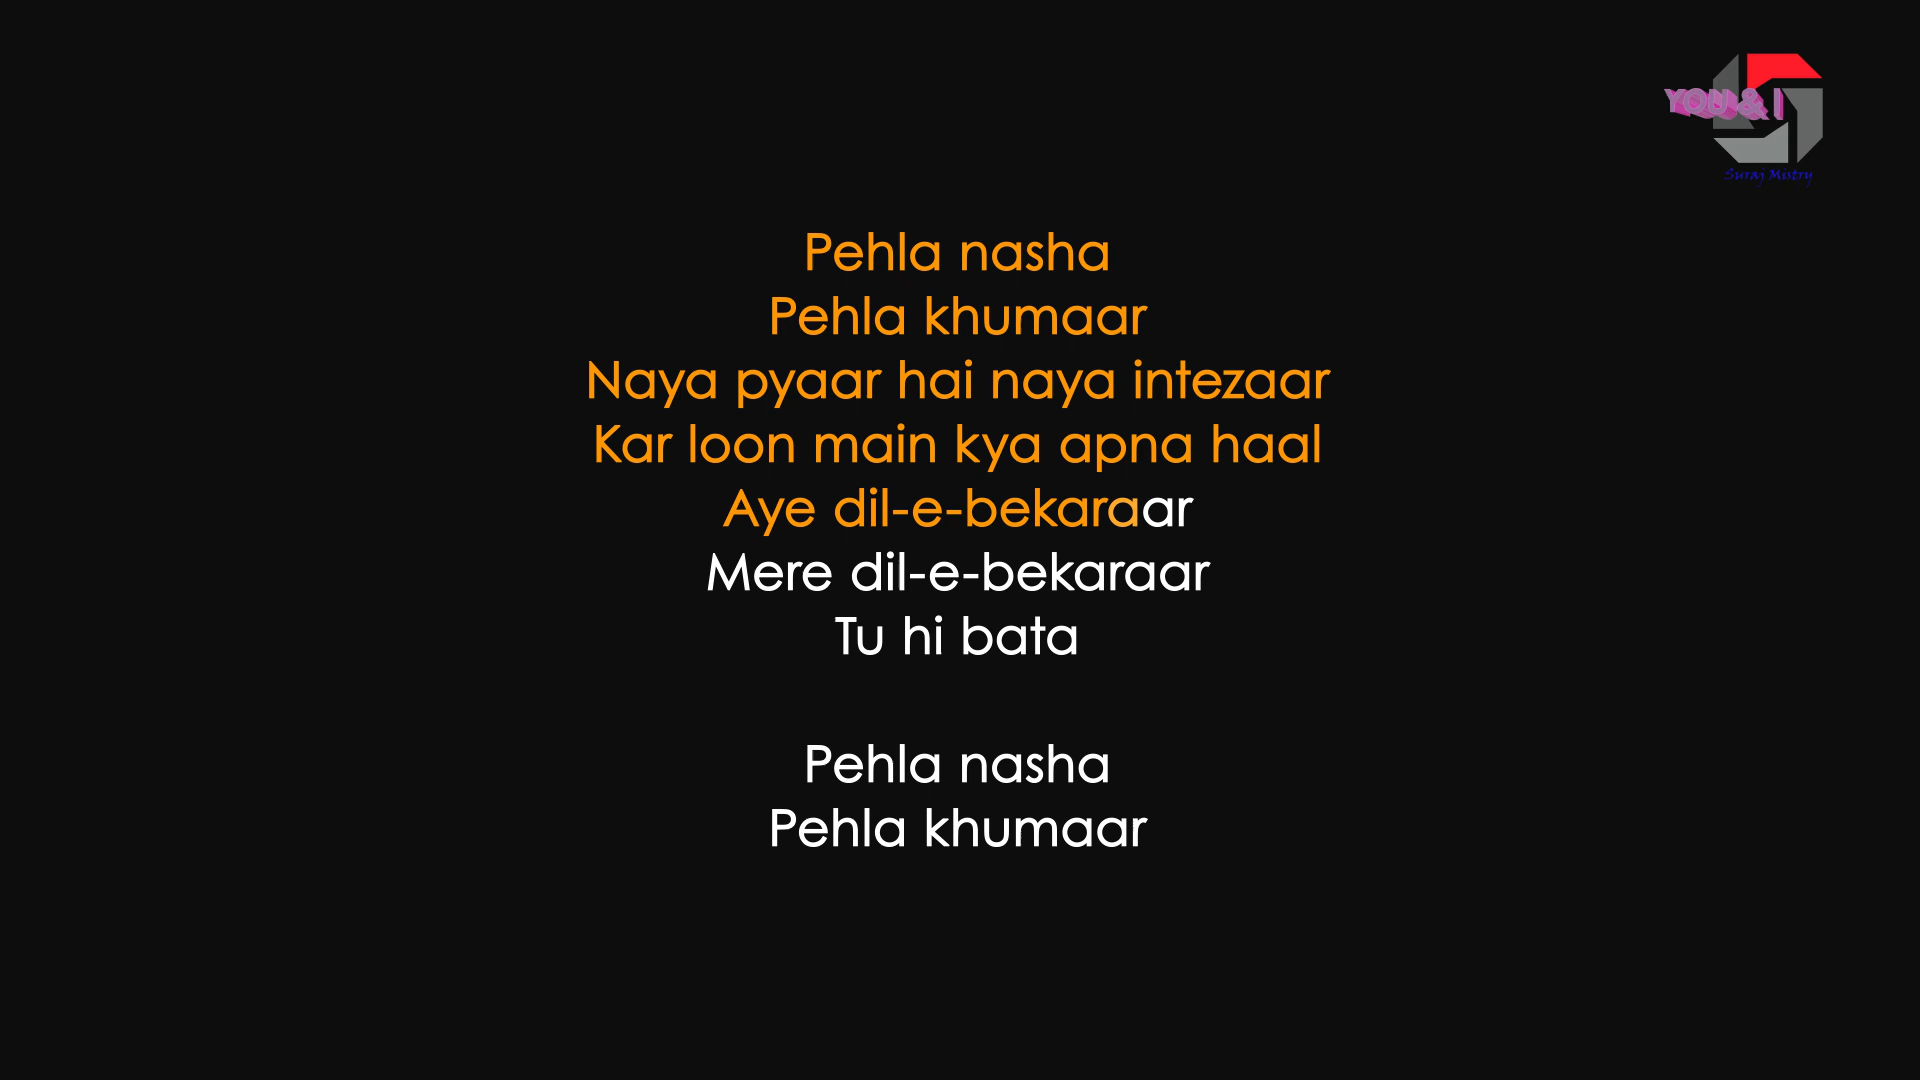 YOU & I
Suraj Mistry
Pehla nasha
Pehla khumaar
Naya pyaar hai naya intezaar
Kar loon main kya apna haal
Aye dil-e-bekaraar
Mere dil-e-bekaraar
Tu hi bata
Pehla nasha
Pehla khumaar